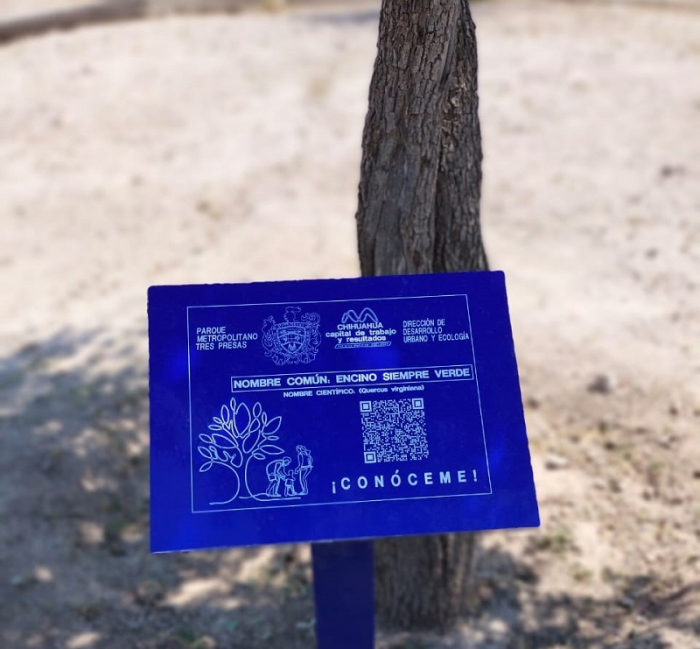 PARQUE
METROPOLITANO
TRES PRESAS
CHIHUAHUA
capital de trabajo
y resultados
DIRECCIÓN DE
DESARROLLO
URBANO Y ECOLOGÍA
NOMBRE COMÚN: ENCINO SIEMPRE VERDE
NOMBRE CIENTÍFICO. (Quercus virginiana)
¡CONÓCEME!